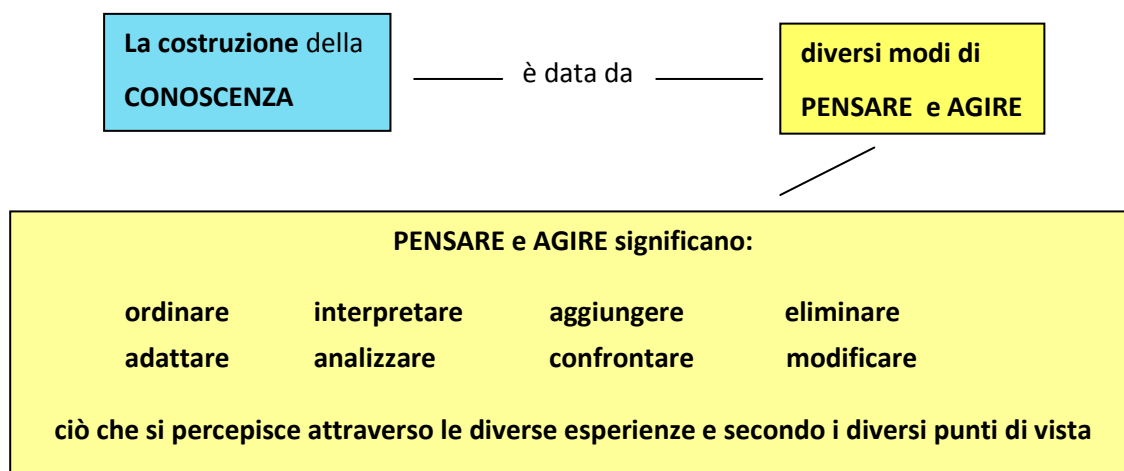 La costruzione della
CONOSCENZA
è data da
diversi modi di
PENSARE e AGIRE
PENSARE e AGIRE significano:
ordinare interpretare aggiungere eliminare
adattare analizzare confrontare modificare
ciò che si percepisce attraverso le diverse esperienze e secondo i diversi punti di vista